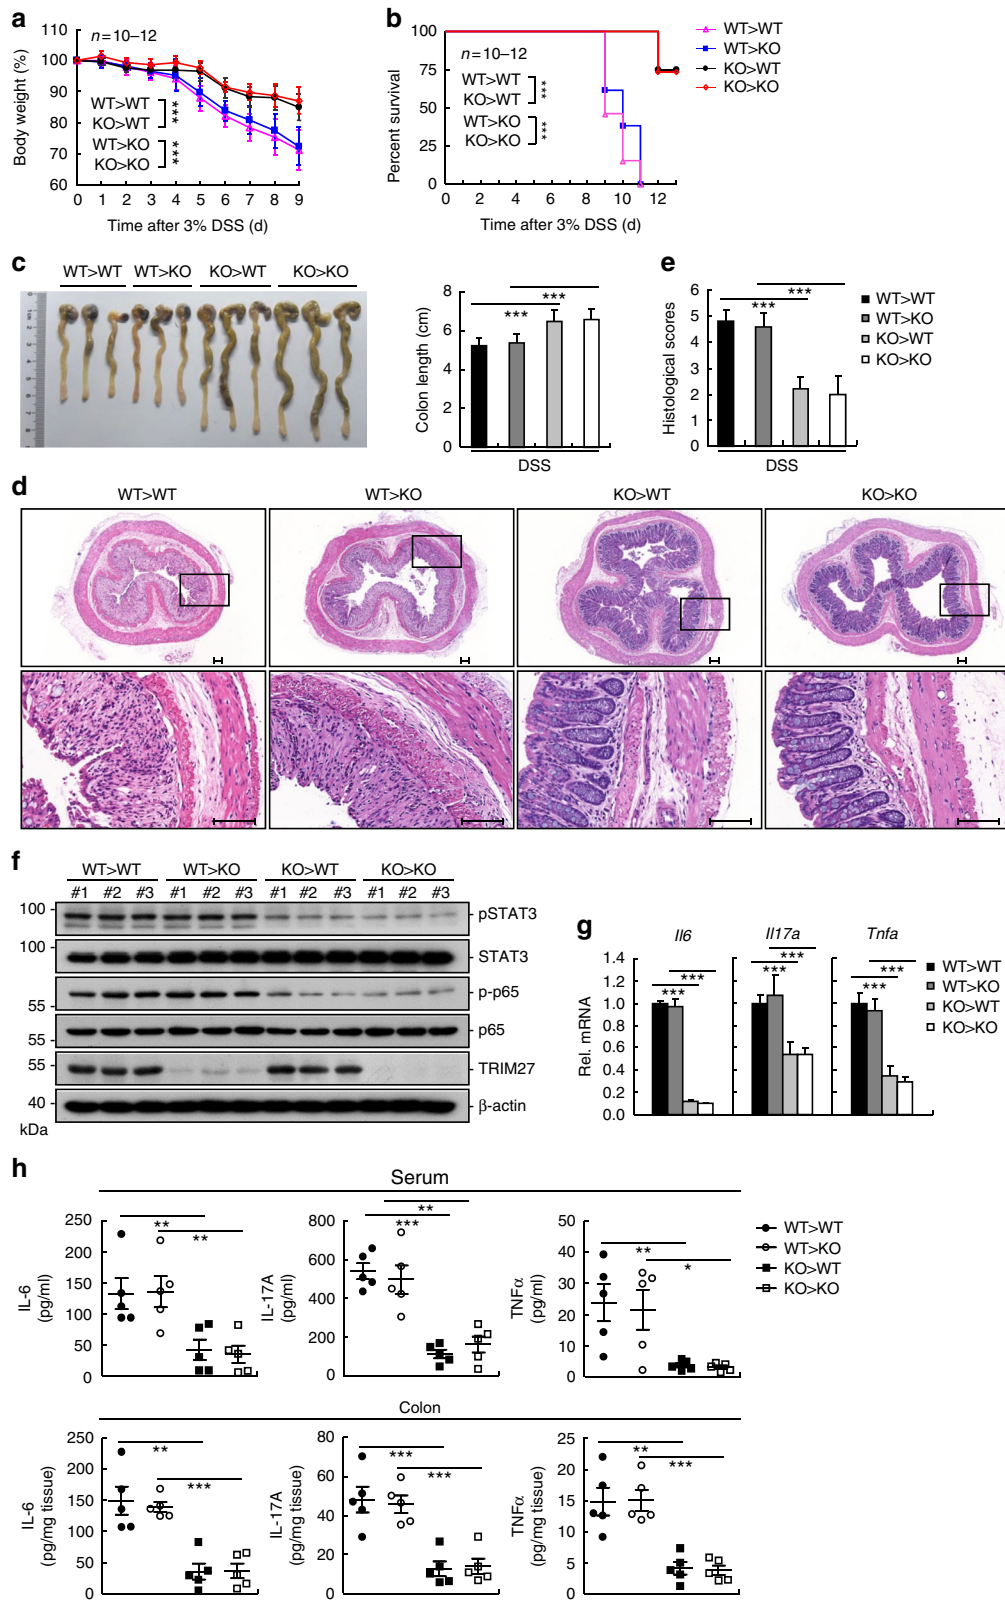 a
n=10–12
Body weight (%)
110
100
90
80
70
60
WT>WT
KO>WT
***
WT>KO
KO>KO
***
0 1 2 3 4 5 6 7 8 9
Time after 3% DSS (d)
b
n=10–12
Percent survival
100
75
50
25
0
WT>WT
KO>WT
***
WT>KO
KO>KO
***
0 2 4 6 8 10 12
Time after 3% DSS (d)
WT>WT
WT>KO
KO>WT
KO>KO
c
WT>WT WT>KO KO>WT KO>KO
Colon length (cm)
8
6
4
2
0
***
***
DSS
e
Histological scores
8
7
6
5
4
3
2
1
0
***
***
DSS
WT>WT
WT>KO
KO>WT
KO>KO
d
WT>WT WT>KO KO>WT KO>KO
f
WT>WT WT>KO KO>WT KO>KO
#1 #2 #3 #1 #2 #3 #1 #2 #3 #1 #2 #3
100 pSTAT3
100 STAT3
55 p-p65
55 p65
55 TRIM27
40 β-actin
kDa
g
Il6 Il17a Tnfa
Rel. mRNA
1.4
1.2
1.0
0.8
0.6
0.4
0.2
0.0
***
***
***
***
***
***
WT>WT
WT>KO
KO>WT
KO>KO
h
Serum
IL-6
(pg/ml)
250
200
150
100
50
0
**
**
IL-17A
(pg/ml)
800
600
400
200
0
**
***
TNFα
(pg/ml)
50
40
30
20
10
0
**
*
WT>WT
WT>KO
KO>WT
KO>KO
Colon
IL-6
(pg/mg tissue)
250
200
150
100
50
0
**
***
IL-17A
(pg/mg tissue)
80
60
40
20
0
***
***
TNFα
(pg/mg tissue)
25
20
15
10
5
0
**
***